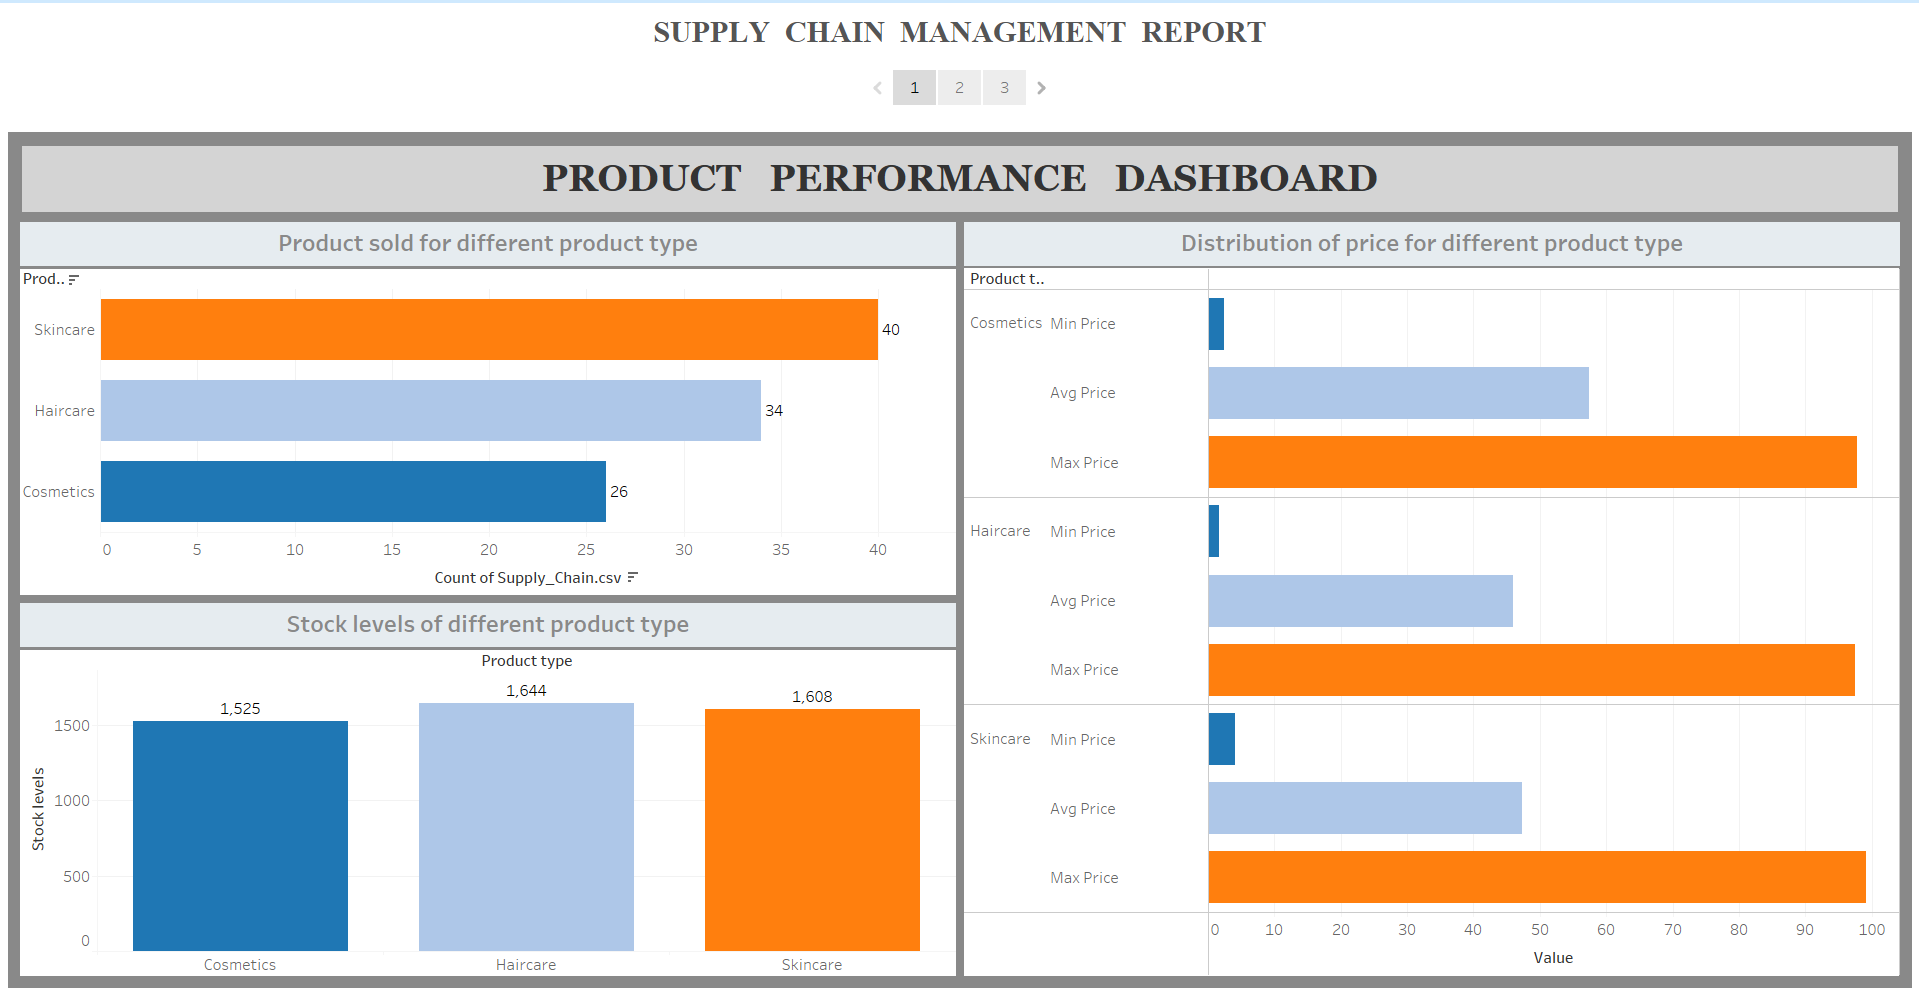 SUPPLY CHAIN MANAGEMENT REPORT
1 2 3
PRODUCT PERFORMANCE DASHBOARD
Product sold for different product type
Prod..
Skincare 40
Haircare 34
Cosmetics 26
0 5 10 15 20 25 30 35 40
Count of Supply_Chain.csv
Stock levels of different product type
Product type
Stock levels
1500
1000
500
0
1,525 1,644 1,608
Cosmetics Haircare Skincare
Distribution of price for different product type
Product t..
Cosmetics Min Price
Avg Price
Max Price
Haircare Min Price
Avg Price
Max Price
Skincare Min Price
Avg Price
Max Price
0 10 20 30 40 50 60 70 80 90 100
Value